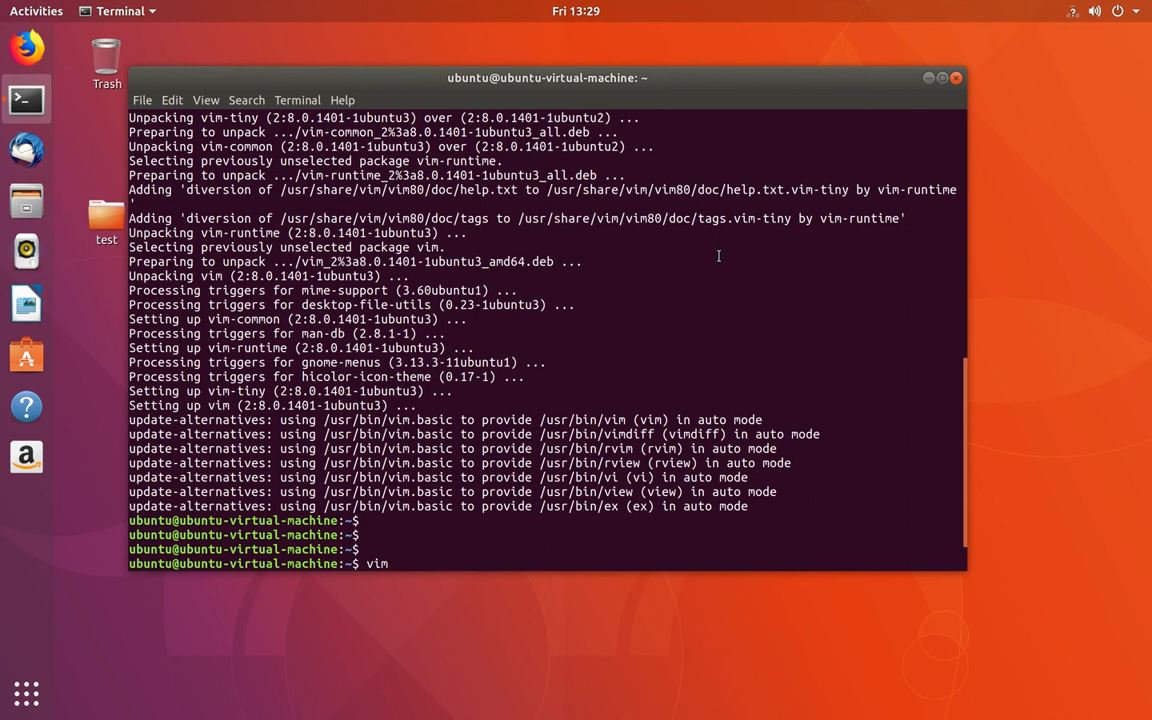 Activities Terminal Fri 13:29
Trash
test
ubuntu@ubuntu-virtual-machine: ~
File Edit View Search Terminal Help
Unpacking vim-tiny (2:8.0.1401-1ubuntu3) over (2:8.0.1401-1ubuntu2) ...
Preparing to unpack .../vim-common_2%3a8.0.1401-1ubuntu3_all.deb ...
Unpacking vim-common (2:8.0.1401-1ubuntu3) over (2:8.0.1401-1ubuntu2) ...
Selecting previously unselected package vim-runtime.
Preparing to unpack .../vim-runtime_2%3a8.0.1401-1ubuntu3_all.deb ...
Adding 'diversion of /usr/share/vim/vim80/doc/help.txt to /usr/share/vim/vim80/doc/help.txt.vim-tiny by vim-runtime
'
Adding 'diversion of /usr/share/vim/vim80/doc/tags to /usr/share/vim/vim80/doc/tags.vim-tiny by vim-runtime'
Unpacking vim-runtime (2:8.0.1401-1ubuntu3) ...
Selecting previously unselected package vim.
Preparing to unpack .../vim_2%3a8.0.1401-1ubuntu3_amd64.deb ...
Unpacking vim (2:8.0.1401-1ubuntu3) ...
Processing triggers for mime-support (3.60ubuntu1) ...
Processing triggers for desktop-file-utils (0.23-1ubuntu3) ...
Setting up vim-common (2:8.0.1401-1ubuntu3) ...
Processing triggers for man-db (2.8.1-1) ...
Setting up vim-runtime (2:8.0.1401-1ubuntu3) ...
Processing triggers for gnome-menus (3.13.3-11ubuntu1) ...
Processing triggers for hicolor-icon-theme (0.17-1) ...
Setting up vim-tiny (2:8.0.1401-1ubuntu3) ...
Setting up vim (2:8.0.1401-1ubuntu3) ...
update-alternatives: using /usr/bin/vim.basic to provide /usr/bin/vim (vim) in auto mode
update-alternatives: using /usr/bin/vim.basic to provide /usr/bin/vimdiff (vimdiff) in auto mode
update-alternatives: using /usr/bin/vim.basic to provide /usr/bin/rvim (rvim) in auto mode
update-alternatives: using /usr/bin/vim.basic to provide /usr/bin/rview (rview) in auto mode
update-alternatives: using /usr/bin/vim.basic to provide /usr/bin/vi (vi) in auto mode
update-alternatives: using /usr/bin/vim.basic to provide /usr/bin/view (view) in auto mode
update-alternatives: using /usr/bin/vim.basic to provide /usr/bin/ex (ex) in auto mode
ubuntu@ubuntu-virtual-machine:~$
ubuntu@ubuntu-virtual-machine:~$
ubuntu@ubuntu-virtual-machine:~$
ubuntu@ubuntu-virtual-machine:~$ vim